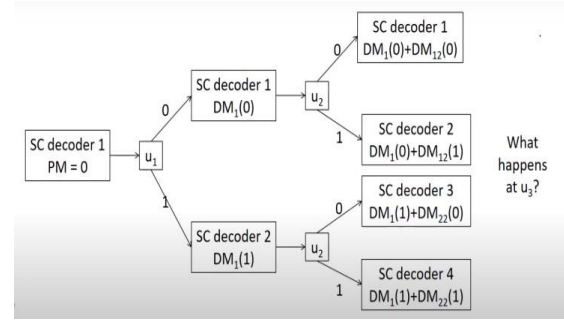 SC decoder 1
PM = 0
u₁
0
1
SC decoder 1
DM₁(0)
SC decoder 2
DM₁(1)
u₂
0
1
u₂
0
1
SC decoder 1
DM₁(0)+DM₁₂(0)
SC decoder 2
DM₁(0)+DM₁₂(1)
SC decoder 3
DM₁(1)+DM₂₂(0)
SC decoder 4
DM₁(1)+DM₂₂(1)
What
happens
at u₃?